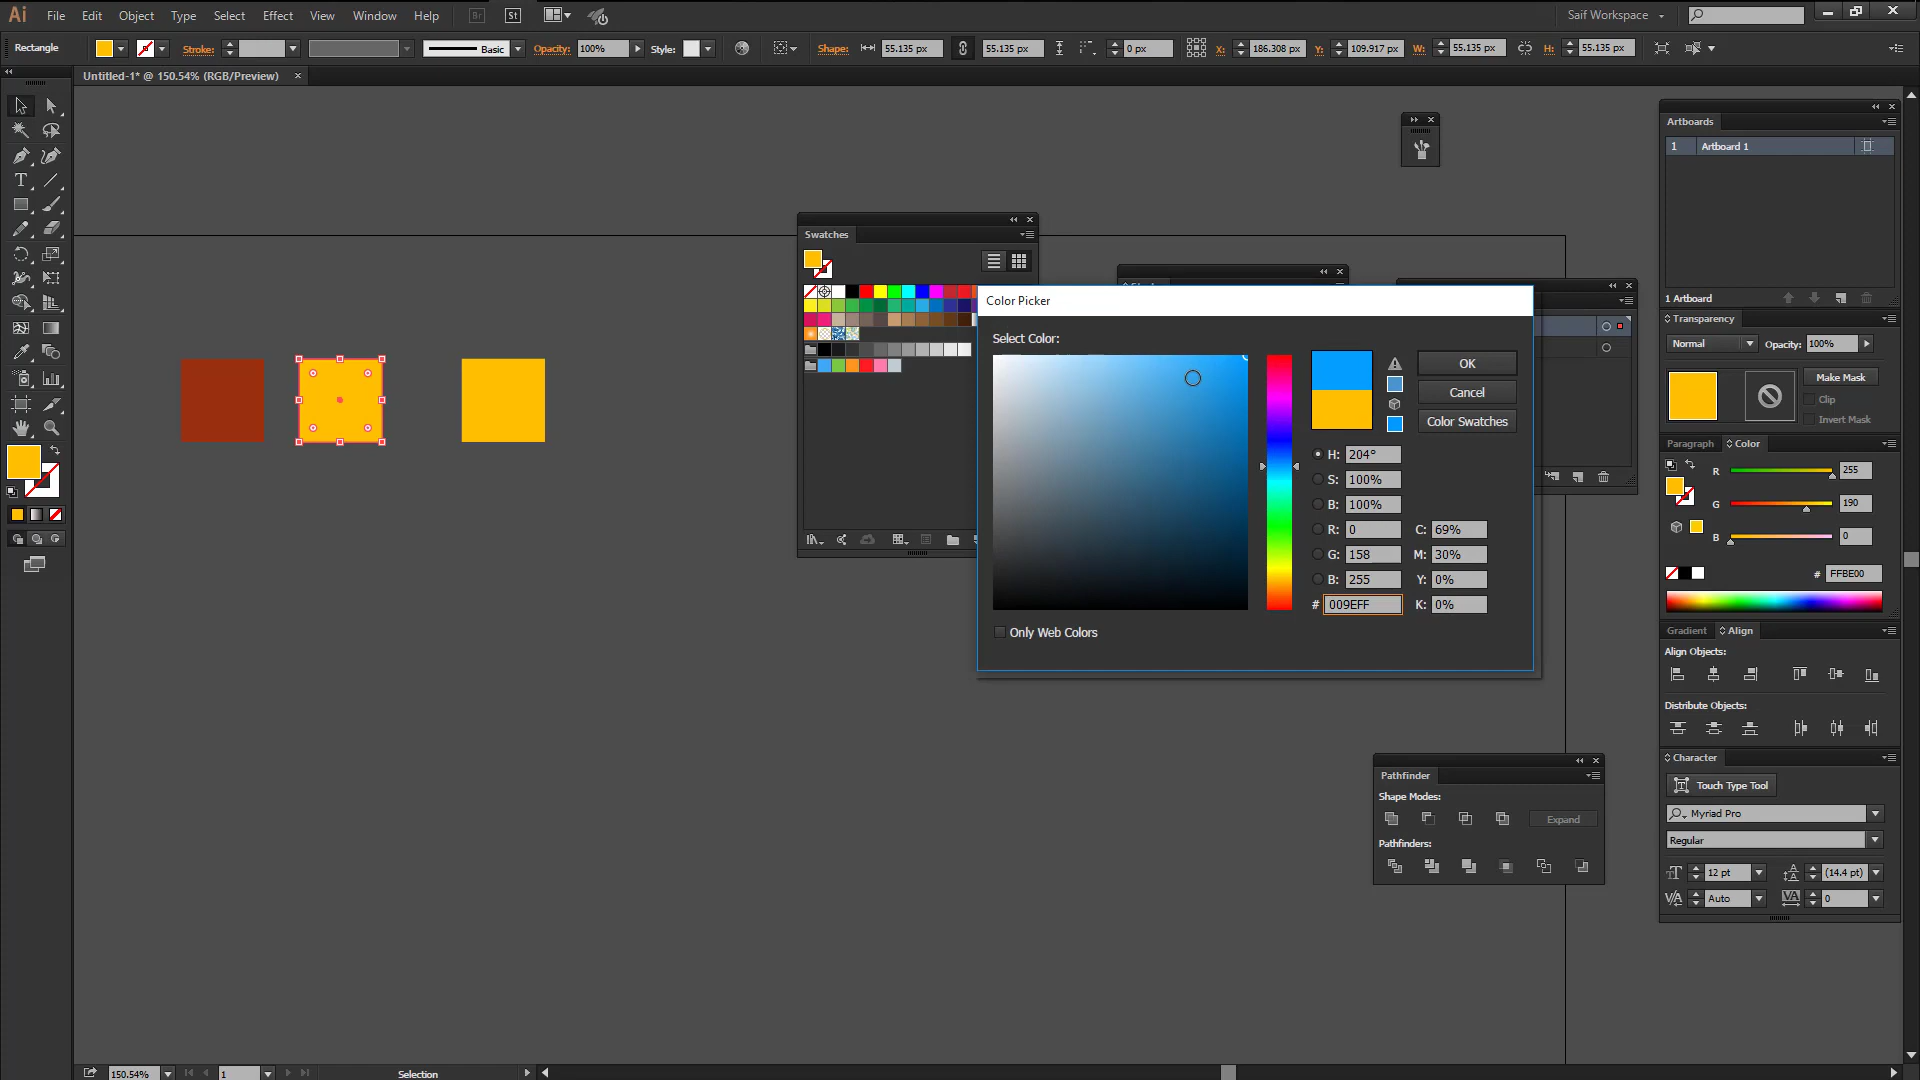 Ai File Edit Object Type Select Effect View Window Help Br St Saif Workspace
Rectangle Stroke: Basic Opacity: 100% Style: Shape: 55.135 px 55.135 px 0 px X: 186.308 px Y: 109.917 px W: 55.135 px H: 55.135 px
Untitled-1* @ 150.54% (RGB/Preview)
Artboards
1 Artboard 1
1 Artboard
Swatches
Color Picker
Select Color:
OK
Cancel
Color Swatches
H: 204°
S: 100%
B: 100%
R: 0 C: 69%
G: 158 M: 30%
B: 255 Y: 0%
# 009EFF K: 0%
Only Web Colors
Transparency
Normal Opacity: 100%
Make Mask
Clip
Invert Mask
Paragraph Color
R 255
G 190
B 0
# FFBE00
Gradient Align
Align Objects:
Distribute Objects:
Character
Touch Type Tool
Myriad Pro
Regular
12 pt (14.4 pt)
Auto 0
Pathfinder
Shape Modes:
Expand
Pathfinders:
150.54% 1 Selection